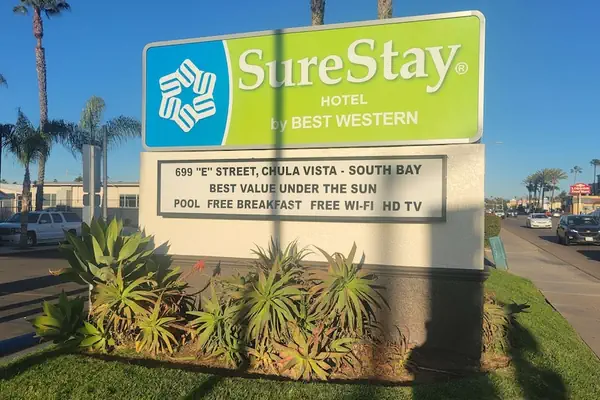 SureStay®
HOTEL
by BEST WESTERN
699 "E" STREET, CHULA VISTA - SOUTH BAY
BEST VALUE UNDER THE SUN
POOL FREE BREAKFAST FREE WI-FI HD TV